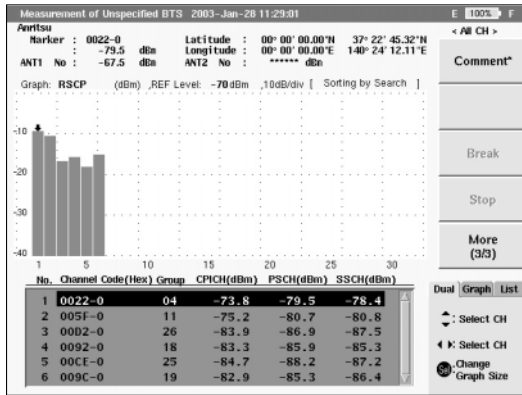 Measurement of Unspecified BTS 2003-Jan-28 11:29:01 E 100% F
Anritsu
Marker : 0022-0 Latitude : 00° 00' 00.00"N 37° 22' 45.32"N
: -79.5 dBm Longitude : 00° 00' 00.00"E 140° 24' 12.11"E
ANT1 No : -67.5 dBm ANT2 No : ****** dBm
Graph: RSCP (dBm) ,REF Level: -70 dBm ,10dB/div [ Sorting by Search ]
-10
-20
-30
-40
1 5 10 15 20 25 30
No. Channel Code(Hex) Group CPICH(dBm) PSCH(dBm) SSCH(dBm)
1 0022-0 04 -73.8 -79.5 -78.4
2 005F-0 11 -75.2 -80.7 -80.8
3 00D2-0 26 -83.9 -86.9 -87.5
4 0092-0 18 -83.3 -85.9 -85.3
5 00CE-0 25 -84.7 -88.2 -87.2
6 009C-0 19 -82.9 -85.3 -86.4
< All CH >
Comment*
Break
Stop
More
(3/3)
Dual Graph List
: Select CH
: Select CH
Sel :Change
Graph Size